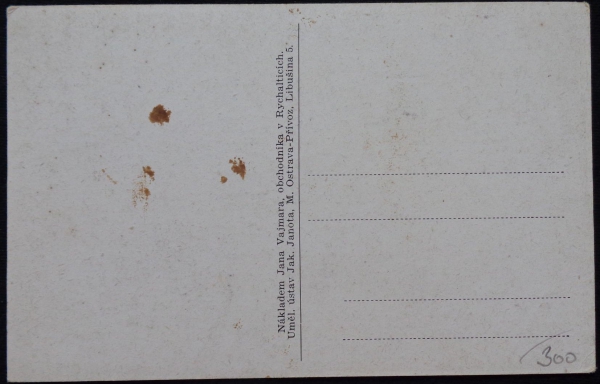 Nákladem Jana Vajmara, obchodníka v Rychalticích.
Uměl. ústav Jak. Janota, M. Ostrava-Přívoz, Libušina 5.
/300